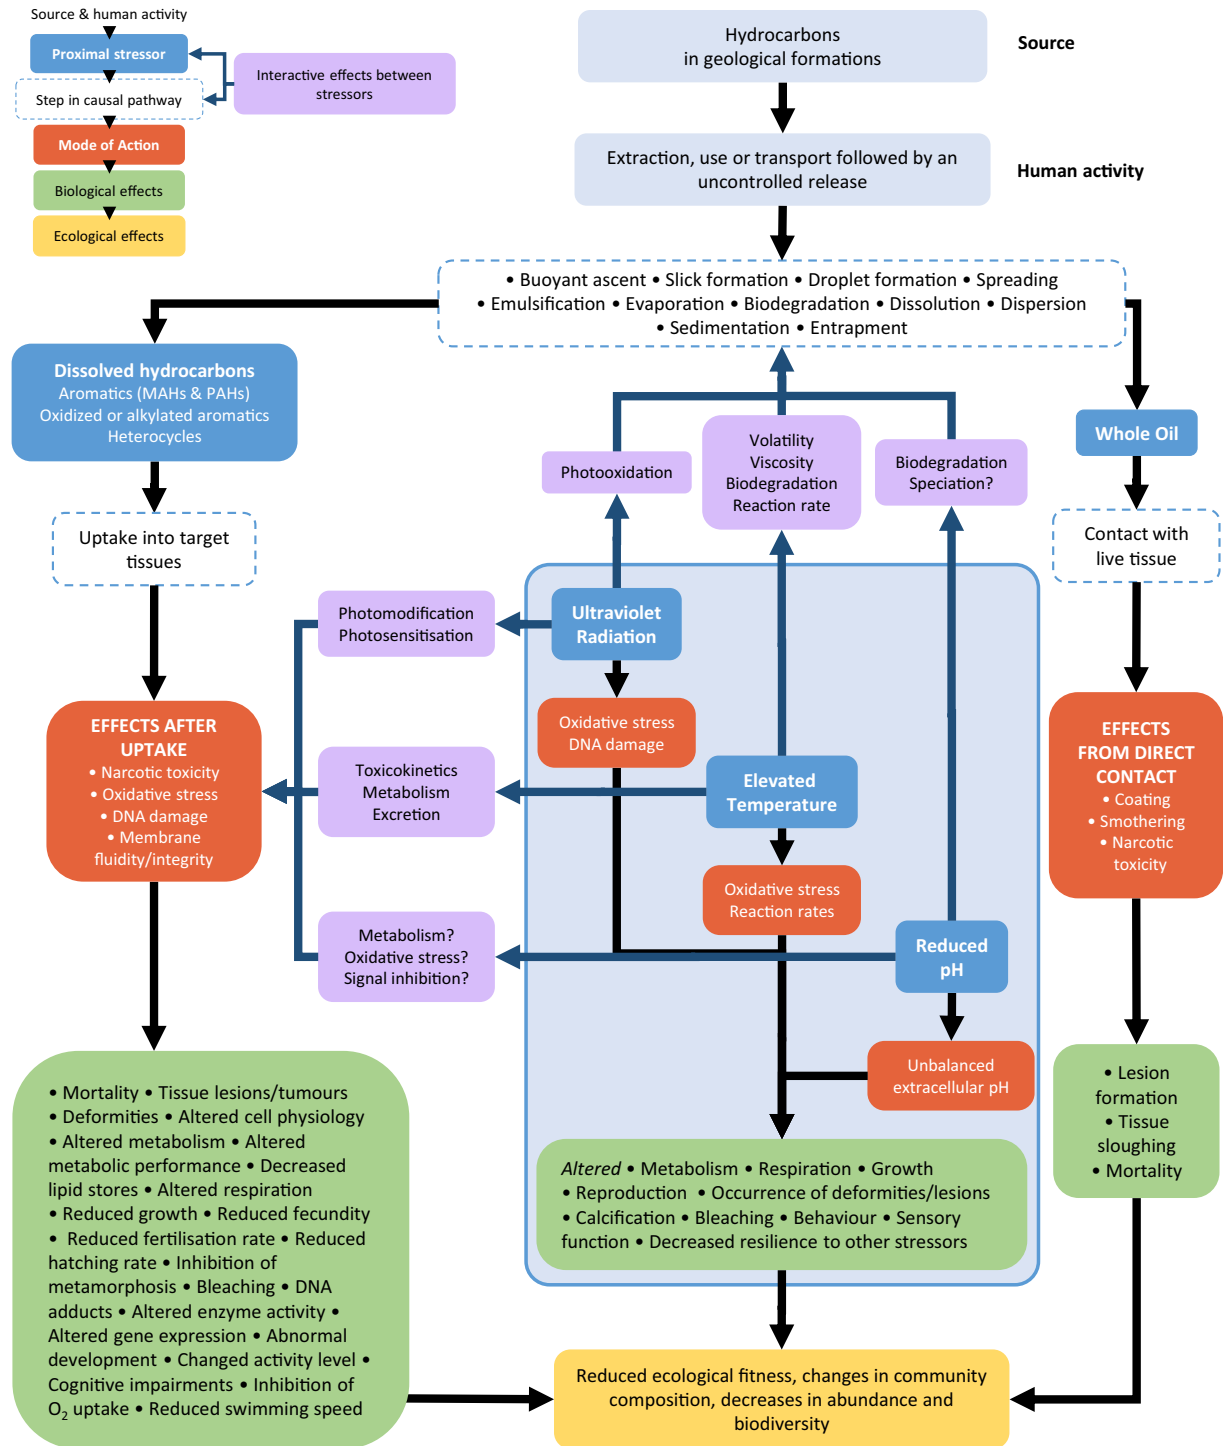 Source & human activity
Proximal stressor
Step in causal pathway
Mode of Action
Biological effects
Ecological effects
Interactive effects between
stressors
Hydrocarbons
in geological formations
Source
Extraction, use or transport followed by an
uncontrolled release
Human activity
• Buoyant ascent • Slick formation • Droplet formation • Spreading
• Emulsification • Evaporation • Biodegradation • Dissolution • Dispersion
• Sedimentation • Entrapment
Dissolved hydrocarbons
Aromatics (MAHs & PAHs)
Oxidized or alkylated aromatics
Heterocycles
Whole Oil
Photooxidation
Volatility
Viscosity
Biodegradation
Reaction rate
Biodegradation
Speciation?
Uptake into target
tissues
Contact with
live tissue
Photomodification
Photosensitisation
Ultraviolet
Radiation
Oxidative stress
DNA damage
EFFECTS AFTER
UPTAKE
• Narcotic toxicity
• Oxidative stress
• DNA damage
• Membrane
fluidity/integrity
Toxicokinetics
Metabolism
Excretion
Elevated
Temperature
EFFECTS
FROM DIRECT
CONTACT
• Coating
• Smothering
• Narcotic
toxicity
Oxidative stress
Reaction rates
Metabolism?
Oxidative stress?
Signal inhibition?
Reduced
pH
Unbalanced
extracellular pH
• Mortality • Tissue lesions/tumours
• Deformities • Altered cell physiology
• Altered metabolism • Altered
metabolic performance • Decreased
lipid stores • Altered respiration
• Reduced growth • Reduced fecundity
• Reduced fertilisation rate • Reduced
hatching rate • Inhibition of
metamorphosis • Bleaching • DNA
adducts • Altered enzyme activity •
Altered gene expression • Abnormal
development • Changed activity level •
Cognitive impairments • Inhibition of
O₂ uptake • Reduced swimming speed
Altered • Metabolism • Respiration • Growth
• Reproduction • Occurrence of deformities/lesions
• Calcification • Bleaching • Behaviour • Sensory
function • Decreased resilience to other stressors
• Lesion
formation
• Tissue
sloughing
• Mortality
Reduced ecological fitness, changes in community
composition, decreases in abundance and
biodiversity